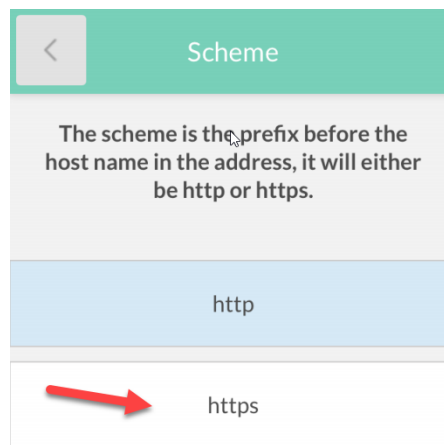 Scheme
The scheme is the prefix before the
host name in the address, it will either
be http or https.
http
https